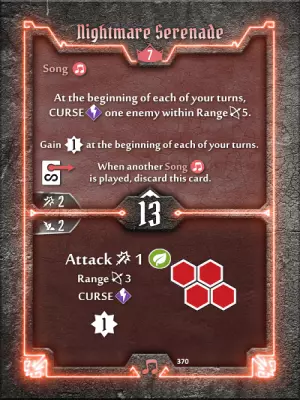 Nightmare Serenade
7
Song
At the beginning of each of your turns,
CURSE one enemy within Range 5.
Gain 1 at the beginning of each of your turns.
When another Song
is played, discard this card.
2
13
2
Attack 1
Range 3
CURSE
1
370